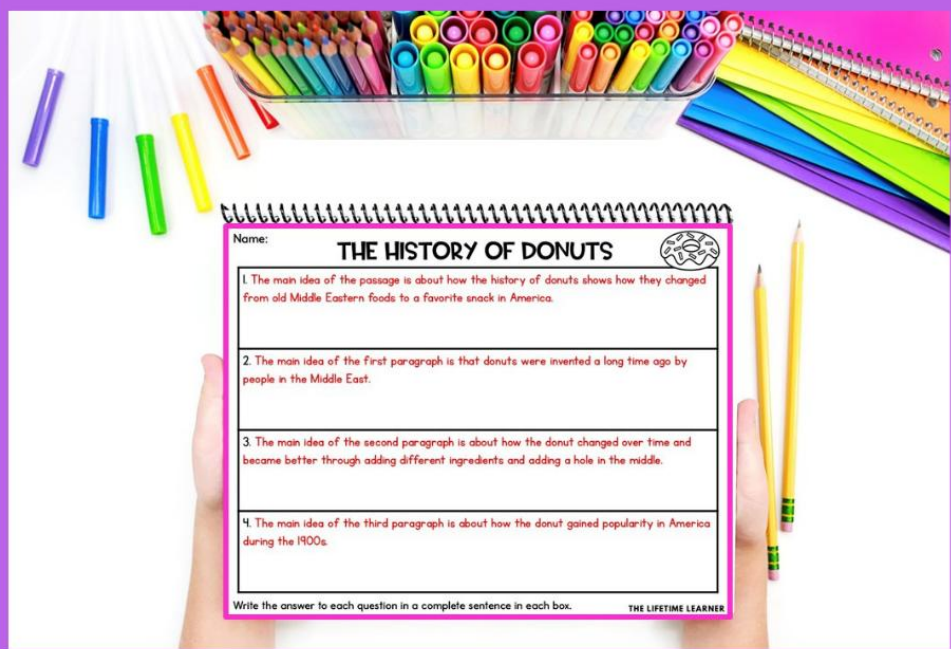 Name:
THE HISTORY OF DONUTS
1. The main idea of the passage is about how the history of donuts shows how they changed
from old Middle Eastern foods to a favorite snack in America.
2. The main idea of the first paragraph is that donuts were invented a long time ago by
people in the Middle East.
3. The main idea of the second paragraph is about how the donut changed over time and
became better through adding different ingredients and adding a hole in the middle.
4. The main idea of the third paragraph is about how the donut gained popularity in America
during the 1900s.
Write the answer to each question in a complete sentence in each box.
THE LIFETIME LEARNER